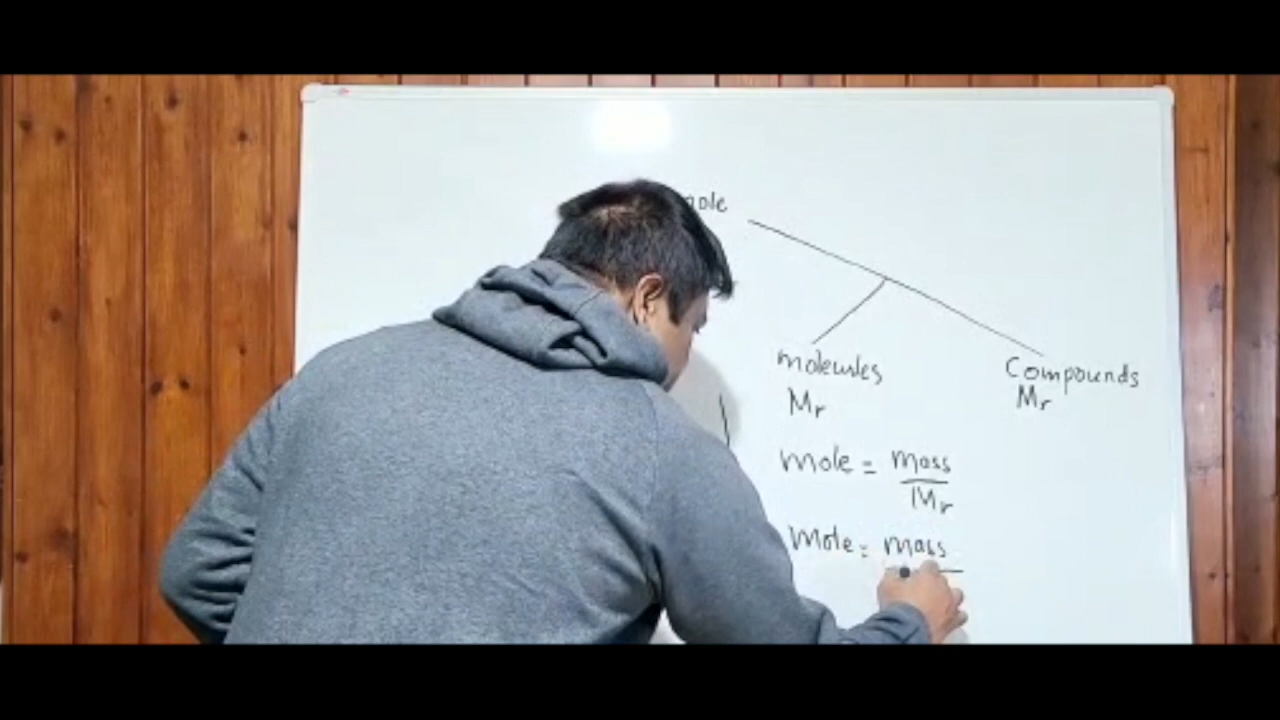 mole
molecules
Mr
Compounds
Mr
mole = mass
Mr
Mole = mass